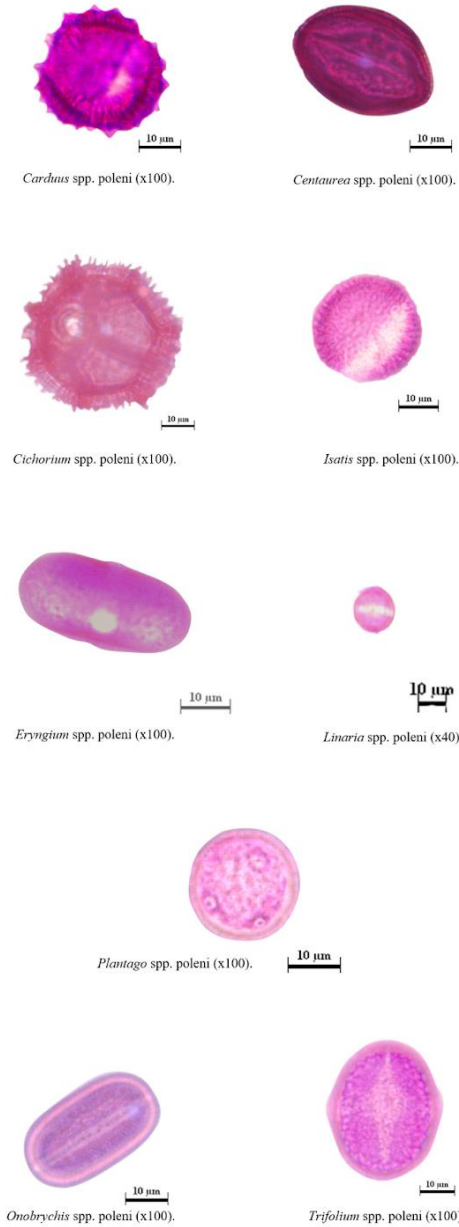 10 µm
10 µm
Carduus spp. poleni (x100).
Centaurea spp. poleni (x100).
10 µm
10 µm
Cichorium spp. poleni (x100).
Isatis spp. poleni (x100).
10 µm
10 µm
Eryngium spp. poleni (x100).
Linaria spp. poleni (x40)
10 µm
Plantago spp. poleni (x100).
10 µm
10 µm
Onobrychis spp. poleni (x100).
Trifolium spp. poleni (x100)